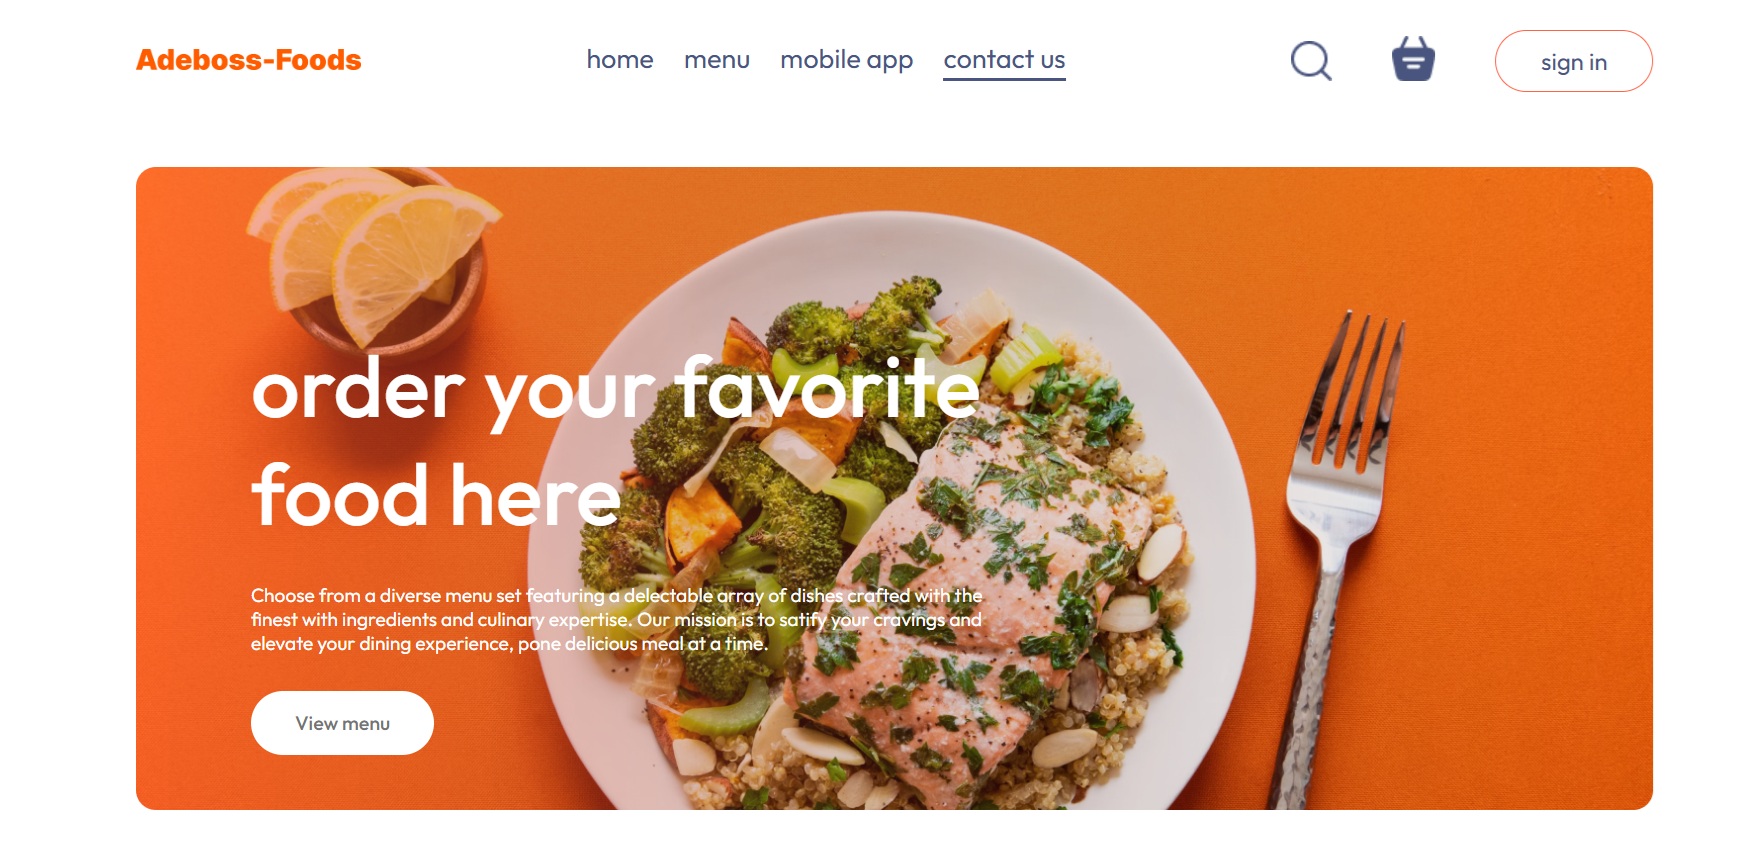 Adeboss-Foods
home menu mobile app contact us
sign in
order your favorite
food here
Choose from a diverse menu set featuring a delectable array of dishes crafted with the
finest with ingredients and culinary expertise. Our mission is to satify your cravings and
elevate your dining experience, pone delicious meal at a time.
View menu